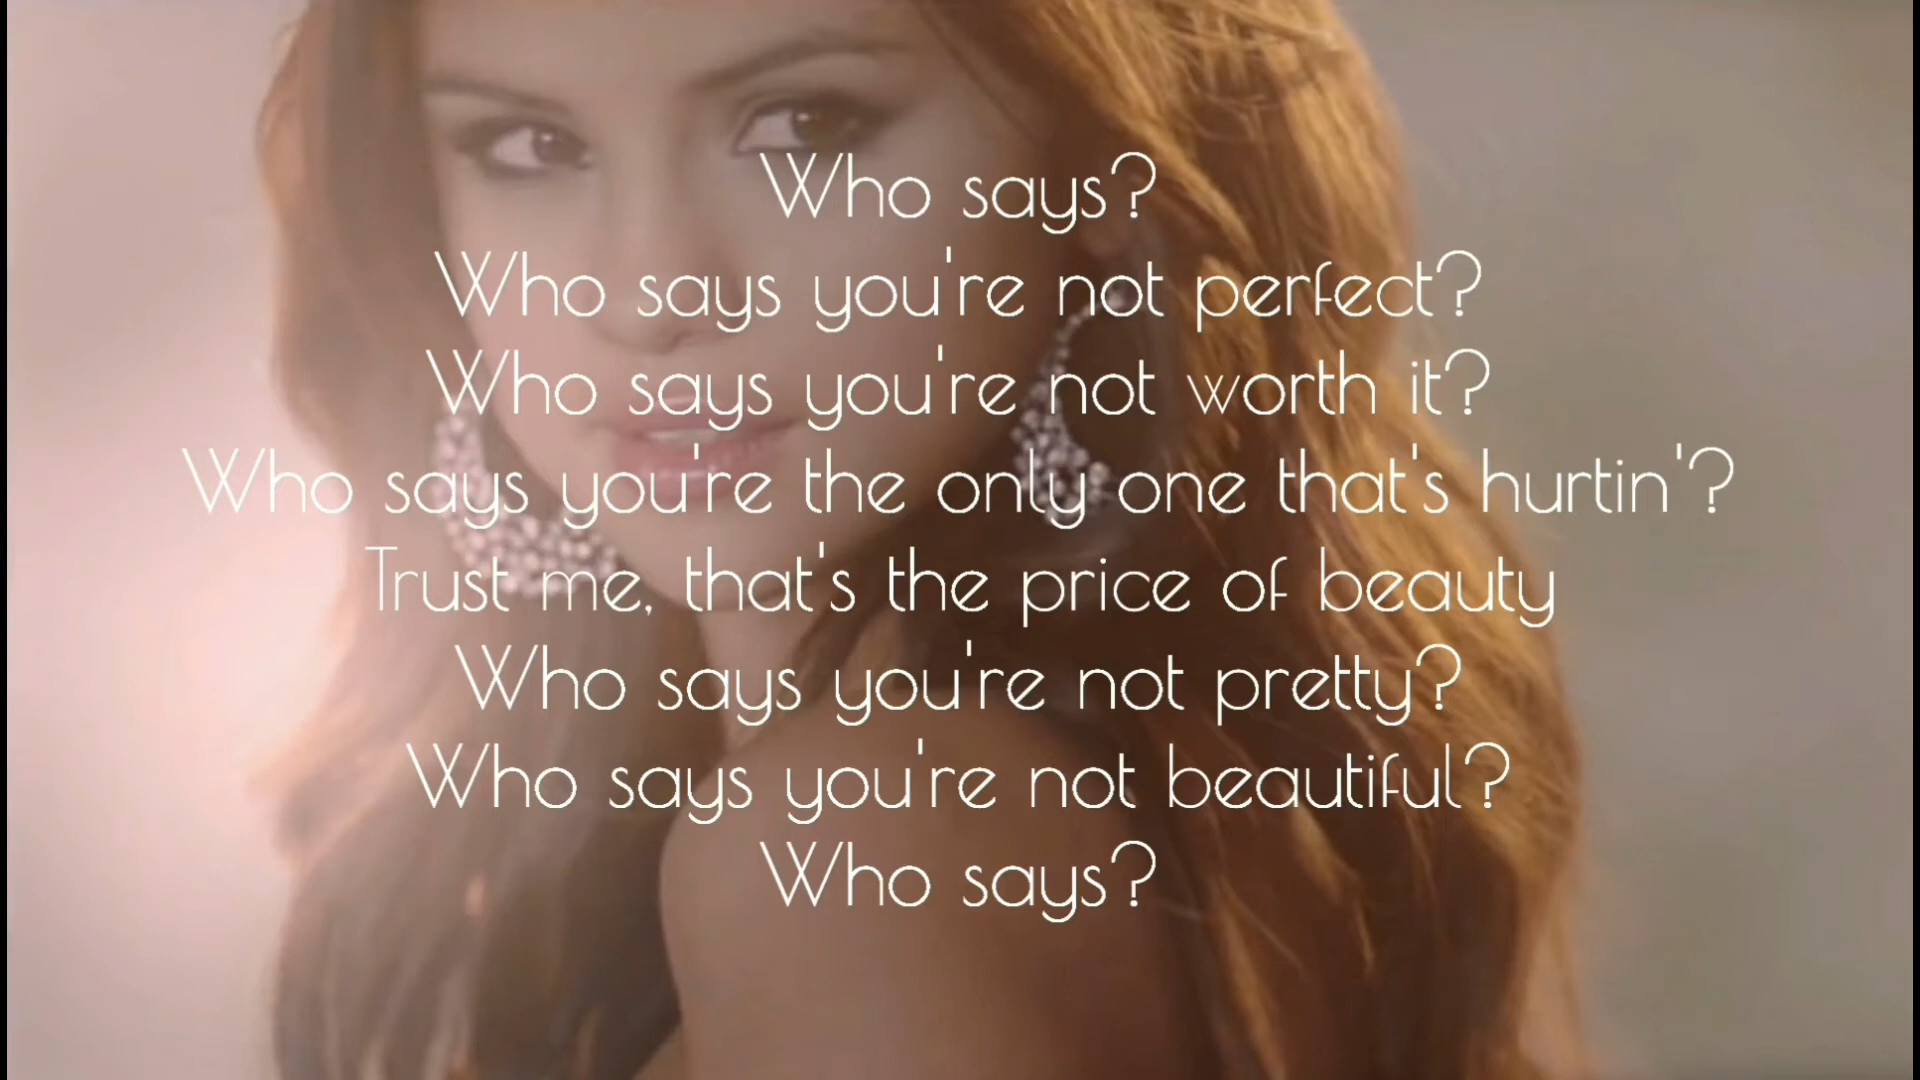 Who says?
Who says you're not perfect?
Who says you're not worth it?
Who says you're the only one that's hurtin'?
Trust me, that's the price of beauty
Who says you're not pretty?
Who says you're not beautiful?
Who says?